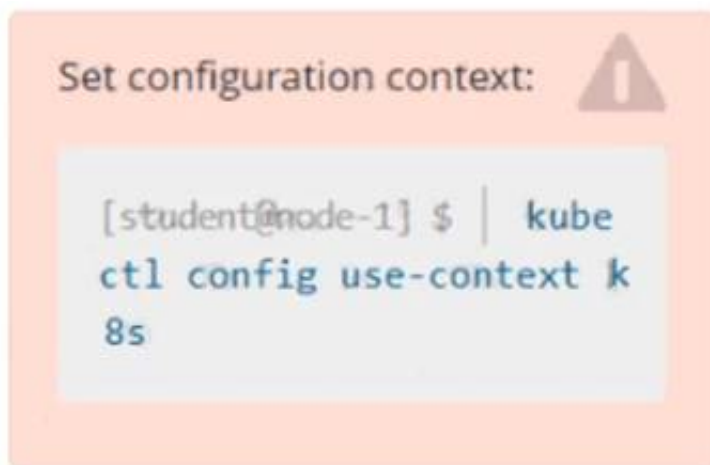 Set configuration context:
[student@node-1] $ | kube
ctl config use-context k
8s